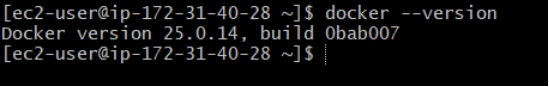 [ec2-user@ip-172-31-40-28 ~]$ docker --version
Docker version 25.0.14, build 0bab007
[ec2-user@ip-172-31-40-28 ~]$